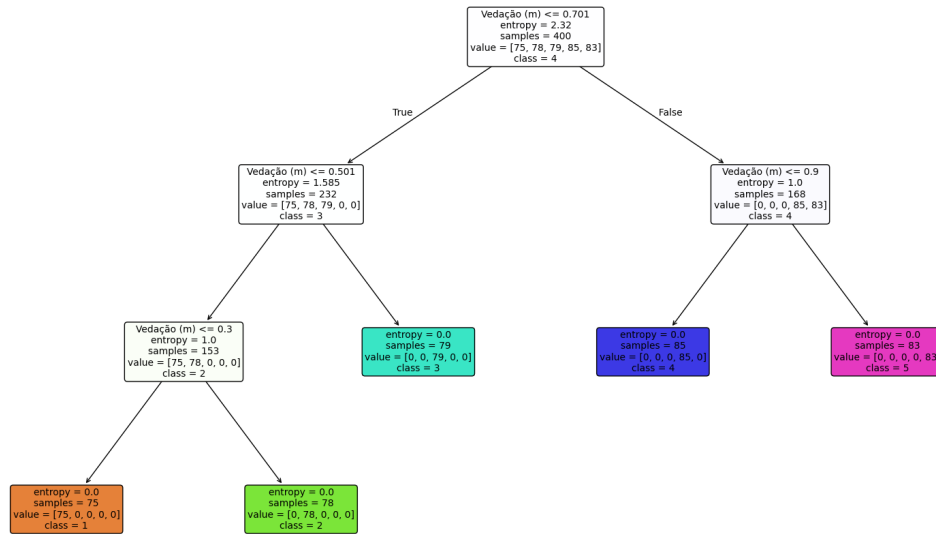 Vedação (m) <= 0.701
entropy = 2.32
samples = 400
value = [75, 78, 79, 85, 83]
class = 4
True
False
Vedação (m) <= 0.501
entropy = 1.585
samples = 232
value = [75, 78, 79, 0, 0]
class = 3
Vedação (m) <= 0.9
entropy = 1.0
samples = 168
value = [0, 0, 0, 85, 83]
class = 4
Vedação (m) <= 0.3
entropy = 1.0
samples = 153
value = [75, 78, 0, 0, 0]
class = 2
entropy = 0.0
samples = 79
value = [0, 0, 79, 0, 0]
class = 3
entropy = 0.0
samples = 85
value = [0, 0, 0, 85, 0]
class = 4
entropy = 0.0
samples = 83
value = [0, 0, 0, 0, 83
class = 5
entropy = 0.0
samples = 75
value = [75, 0, 0, 0, 0]
class = 1
entropy = 0.0
samples = 78
value = [0, 78, 0, 0, 0]
class = 2